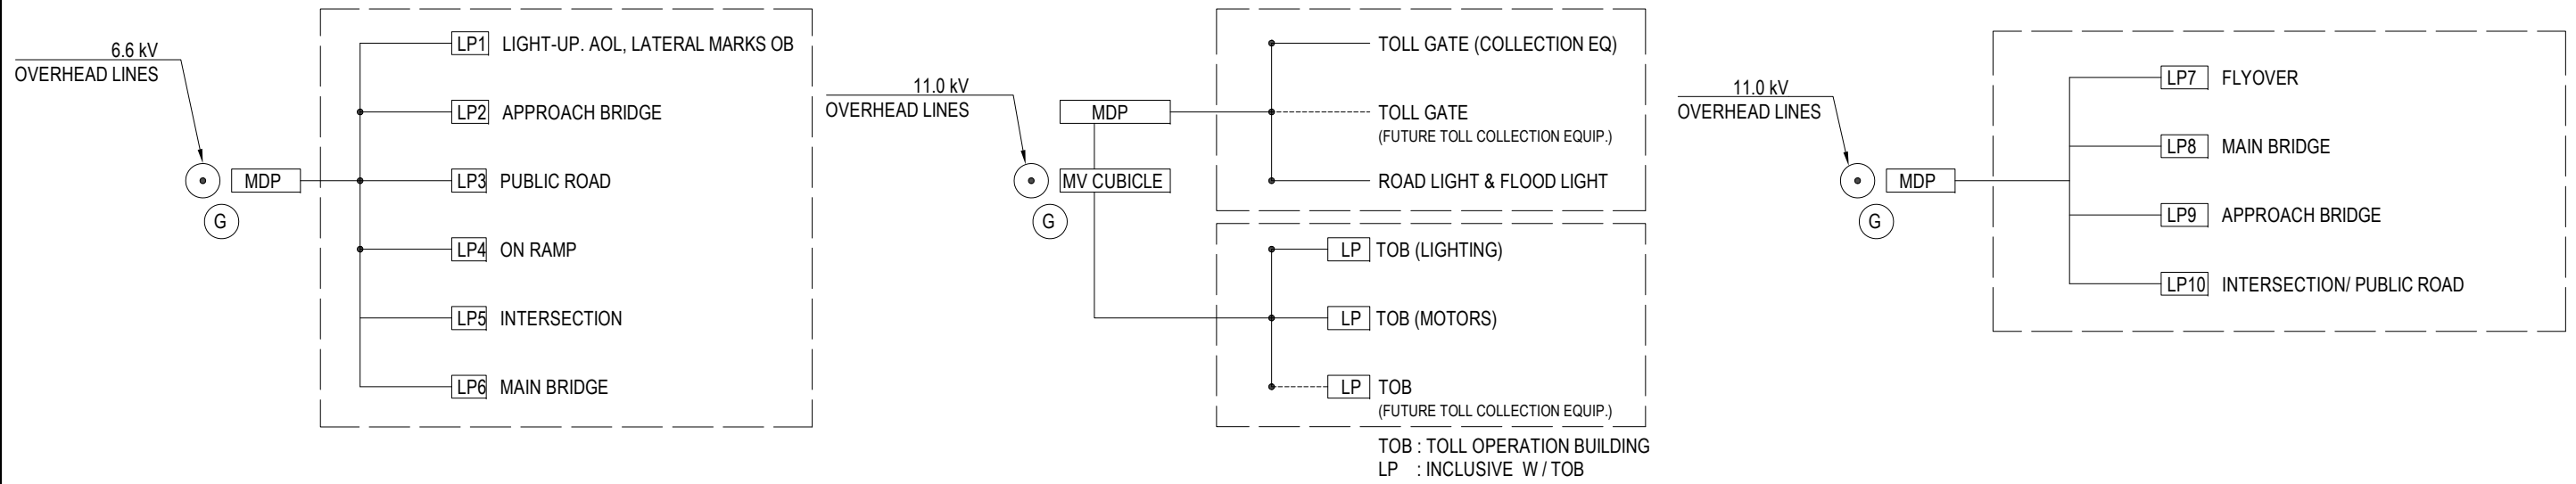 6.6 kV
OVERHEAD LINES
G
MDP
LP1 LIGHT-UP. AOL, LATERAL MARKS OB
LP2 APPROACH BRIDGE
LP3 PUBLIC ROAD
LP4 ON RAMP
LP5 INTERSECTION
LP6 MAIN BRIDGE
11.0 kV
OVERHEAD LINES
G
MDP
MV CUBICLE
TOLL GATE (COLLECTION EQ)
TOLL GATE
(FUTURE TOLL COLLECTION EQUIP.)
ROAD LIGHT & FLOOD LIGHT
LP TOB (LIGHTING)
LP TOB (MOTORS)
LP TOB
(FUTURE TOLL COLLECTION EQUIP.)
TOB : TOLL OPERATION BUILDING
LP : INCLUSIVE W / TOB
11.0 kV
OVERHEAD LINES
G
MDP
LP7 FLYOVER
LP8 MAIN BRIDGE
LP9 APPROACH BRIDGE
LP10 INTERSECTION/ PUBLIC ROAD